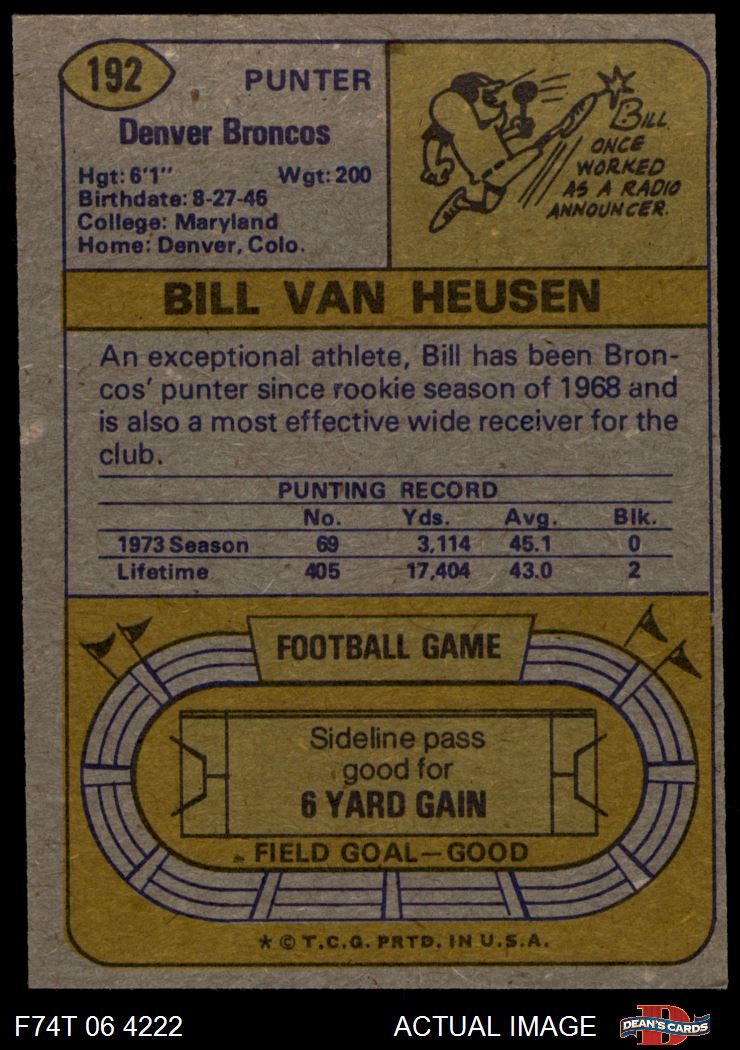 192
PUNTER
Denver Broncos
Hgt: 6'1" Wgt: 200
Birthdate: 8-27-46
College: Maryland
Home: Denver, Colo.
BILL
ONCE
WORKED
AS A RADIO
ANNOUNCER.
BILL VAN HEUSEN
An exceptional athlete, Bill has been Bron-
cos' punter since rookie season of 1968 and
is also a most effective wide receiver for the
club.
PUNTING RECORD
No. Yds. Avg. Blk.
1973 Season 69 3,114 45.1 0
Lifetime 405 17,404 43.0 2
FOOTBALL GAME
Sideline pass
good for
6 YARD GAIN
FIELD GOAL—GOOD
* © T.C.G. PRTD. IN U.S.A.
F74T 06 4222 ACTUAL IMAGE D DEAN'S CARDS